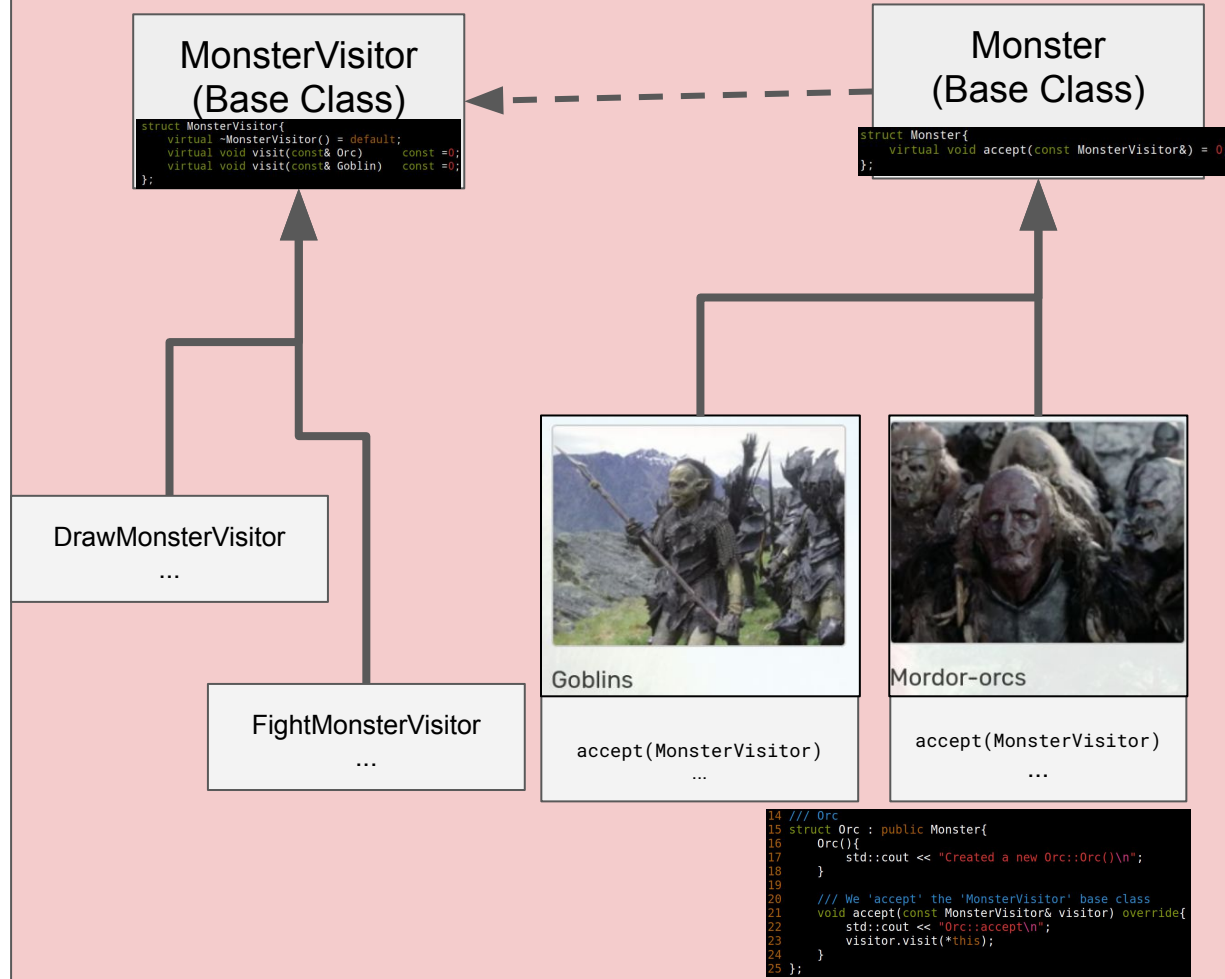 MonsterVisitor
(Base Class)
struct MonsterVisitor{
    virtual ~MonsterVisitor() = default;
    virtual void visit(const& Orc)      const =0;
    virtual void visit(const& Goblin)   const =0;
};
Monster
(Base Class)
struct Monster{
    virtual void accept(const MonsterVisitor&) = 0
};
DrawMonsterVisitor
...
FightMonsterVisitor
...
Goblins
accept(MonsterVisitor)
...
Mordor-orcs
accept(MonsterVisitor)
...
14 /// Orc
15 struct Orc : public Monster{
16     Orc(){
17         std::cout << "Created a new Orc::Orc()\n";
18     }
19
20     /// We 'accept' the 'MonsterVisitor' base class
21     void accept(const MonsterVisitor& visitor) override{
22         std::cout << "Orc::accept\n";
23         visitor.visit(*this);
24     }
25 };